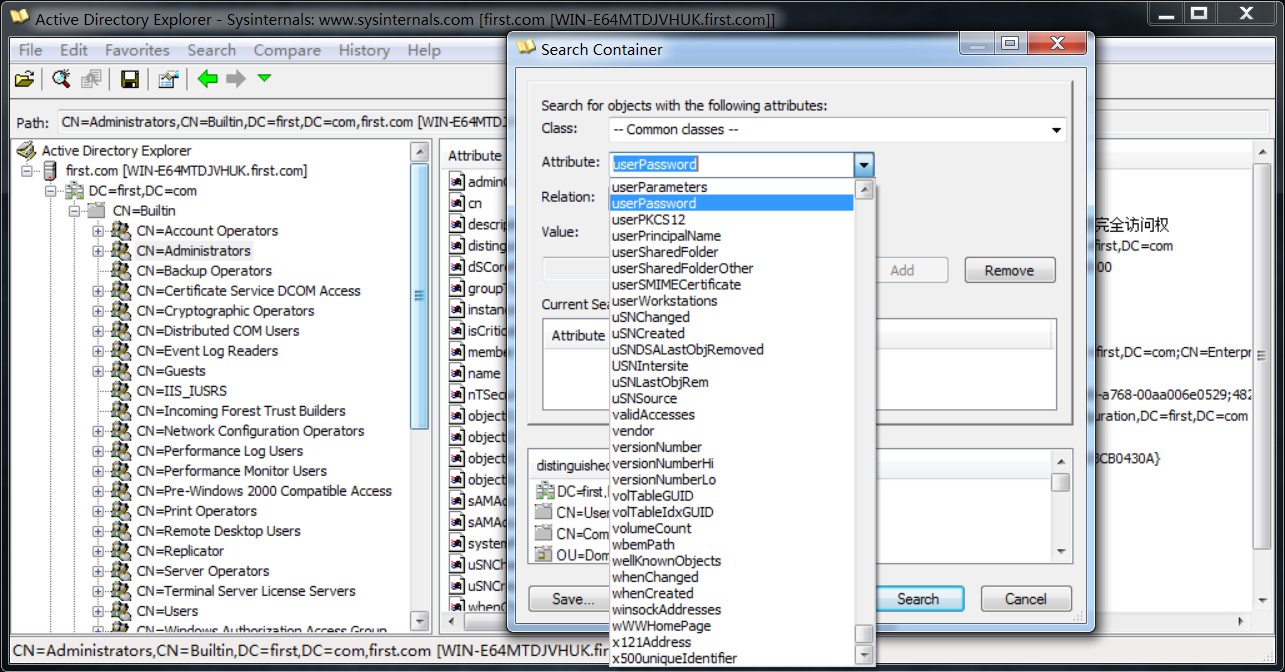 Active Directory Explorer - Sysinternals: www.sysinternals.com [first.com [WIN-E64MTDJVHUK.first.com]]
File Edit Favorites Search Compare History Help
Path: CN=Administrators,CN=Builtin,DC=first,DC=com,first.com [WIN-E64MTDJ
Active Directory Explorer
first.com [WIN-E64MTDJVHUK.first.com]
DC=first,DC=com
CN=Builtin
CN=Account Operators
CN=Administrators
CN=Backup Operators
CN=Certificate Service DCOM Access
CN=Cryptographic Operators
CN=Distributed COM Users
CN=Event Log Readers
CN=Guests
CN=IIS_IUSRS
CN=Incoming Forest Trust Builders
CN=Network Configuration Operators
CN=Performance Log Users
CN=Performance Monitor Users
CN=Pre-Windows 2000 Compatible Access
CN=Print Operators
CN=Remote Desktop Users
CN=Replicator
CN=Server Operators
CN=Terminal Server License Servers
CN=Users
CN=Windows Authorization Access Group
Attribute
adminC
cn
descrip
disting
dSCor
group
instan
isCritic
membe
name
nTSec
object
object
object
object
sAMAc
sAMAc
system
uSNCh
uSNCr
whenC
完全访问权
irst,DC=com
00
first,DC=com;CN=Enterpr
-a768-00aa006e0529;482
uration,DC=first,DC=com
BCB0430A}
Search Container
Search for objects with the following attributes:
Class: -- Common classes --
Attribute: userPassword
Relation:
Value:
Add Remove
Current Sea
Attribute
distinguished
DC=first,
CN=User
CN=Com
OU=Dom
Save... Search Cancel
userParameters
userPassword
userPKCS12
userPrincipalName
userSharedFolder
userSharedFolderOther
userSMIMECertificate
userWorkstations
uSNChanged
uSNCreated
uSNDSALastObjRemoved
USNIntersite
uSNLastObjRem
uSNSource
validAccesses
vendor
versionNumber
versionNumberHi
versionNumberLo
volTableGUID
volTableIdxGUID
volumeCount
wbemPath
wellKnownObjects
whenChanged
whenCreated
winsockAddresses
wWWHomePage
x121Address
x500uniqueIdentifier
CN=Administrators,CN=Builtin,DC=first,DC=com,first.com [WIN-E64MTDJVHUK.fir